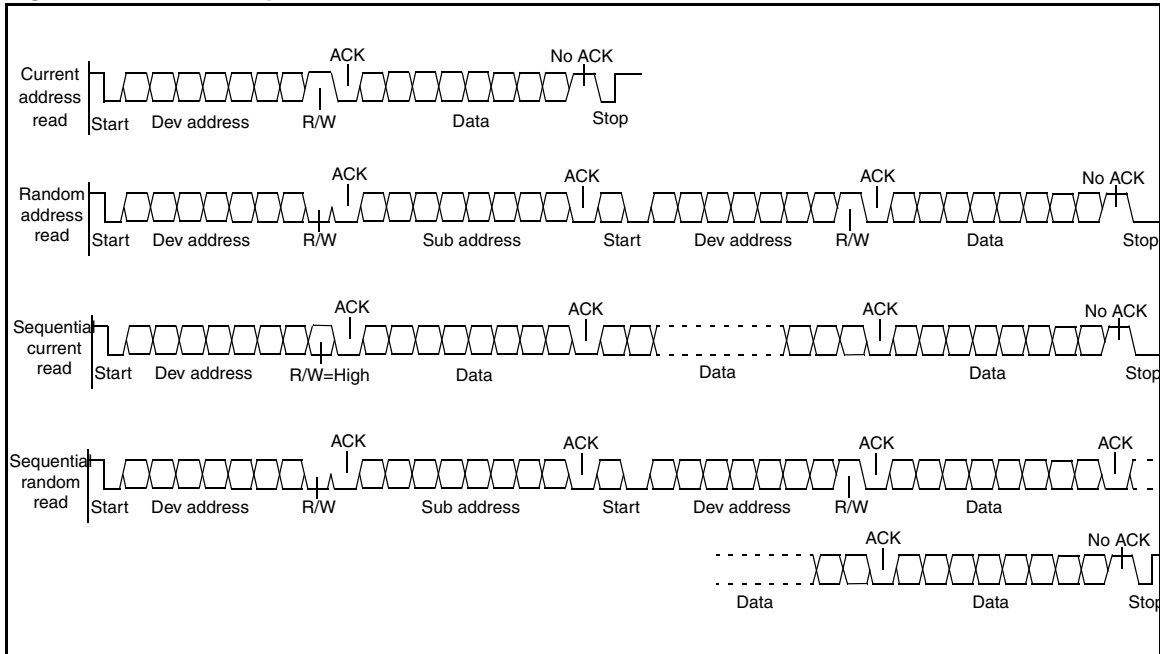 ACK No ACK
Current address read
Start Dev address R/W Data Stop
ACK ACK ACK No ACK
Random address read
Start Dev address R/W Sub address Start Dev address R/W Data Stop
ACK ACK ACK No ACK
Sequential current read
Start Dev address R/W=High Data Data Data Stop
ACK ACK ACK ACK
Sequential random read
Start Dev address R/W Sub address Start Dev address R/W Data
ACK No ACK
Data Data Stop